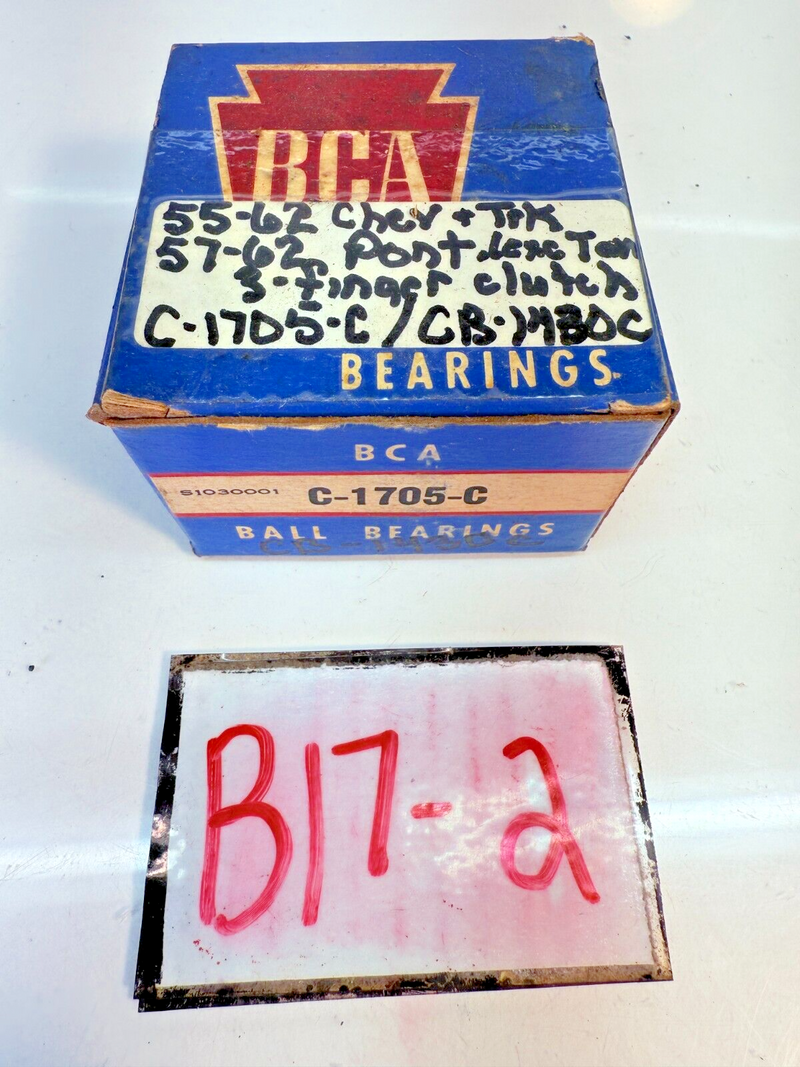 BCA
55-62 Chev + Trk
57-62 Pont .exc Tem
3-finger clutch
C-1705-C / CB-1430C
BEARINGS
BCA
S1030001 C-1705-C
BALL BEARINGS
B17-2